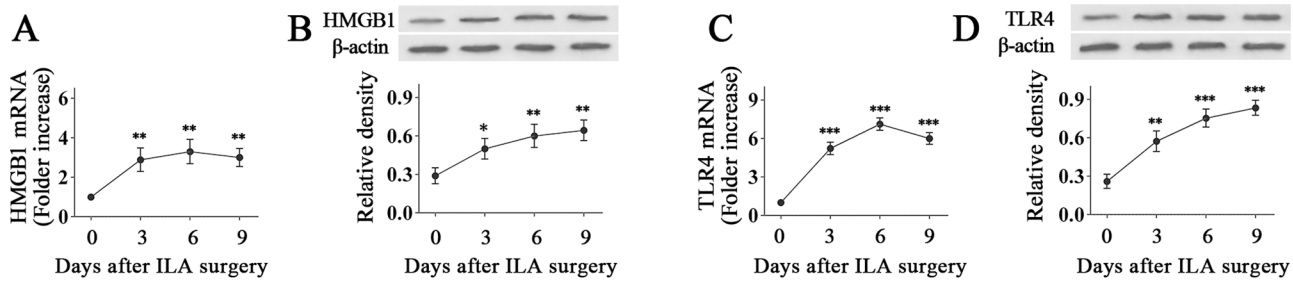 A
HMGB1 mRNA
(Folder increase)
6
4
2
0
**
**
**
0 3 6 9
Days after ILA surgery
B
HMGB1
β-actin
Relative density
0.9
0.6
0.3
0.0
*
**
**
0 3 6 9
Days after ILA surgery
C
TLR4 mRNA
(Folder increase)
9
6
3
0
***
***
***
0 3 6 9
Days after ILA surgery
D
TLR4
β-actin
Relative density
0.9
0.6
0.3
0.0
**
***
***
0 3 6 9
Days after ILA surgery